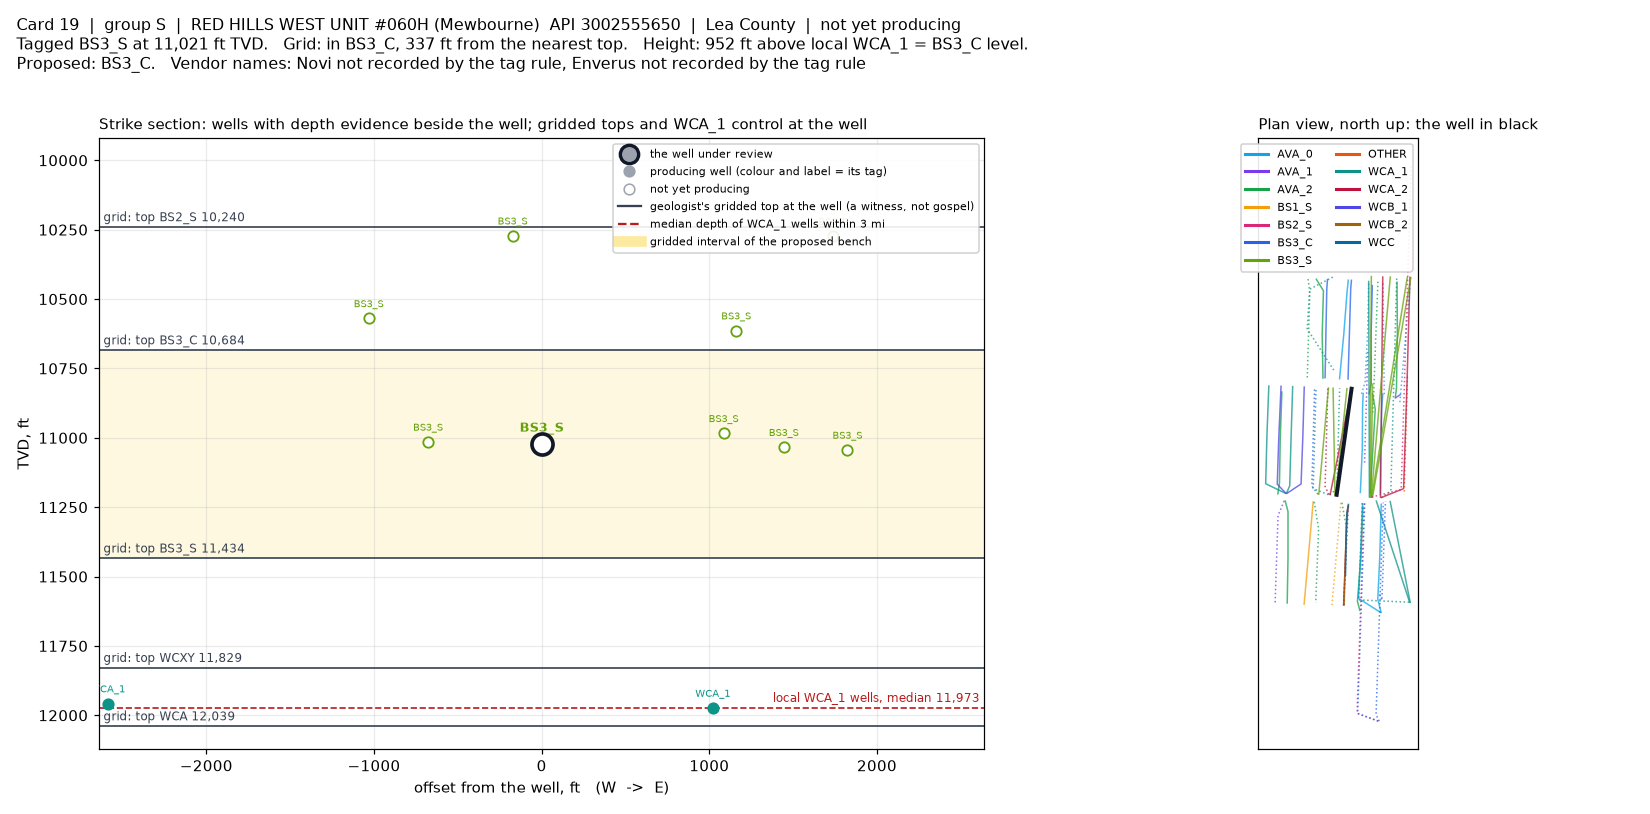 Card 19  |  group S  |  RED HILLS WEST UNIT #060H (Mewbourne)  API 3002555650  |  Lea County  |  not yet producing
Tagged BS3_S at 11,021 ft TVD.   Grid: in BS3_C, 337 ft from the nearest top.   Height: 952 ft above local WCA_1 = BS3_C level.
Proposed: BS3_C.   Vendor names: Novi not recorded by the tag rule, Enverus not recorded by the tag rule
Strike section: wells with depth evidence beside the well; gridded tops and WCA_1 control at the well
the well under review
producing well (colour and label = its tag)
not yet producing
geologist's gridded top at the well (a witness, not gospel)
median depth of WCA_1 wells within 3 mi
gridded interval of the proposed bench
10000
10250
10500
10750
11000
11250
11500
11750
12000
TVD, ft
grid: top BS2_S 10,240
BS3_S
BS3_S
BS3_S
grid: top BS3_C 10,684
BS3_S
BS3_S
BS3_S
BS3_S
BS3_S
grid: top BS3_S 11,434
grid: top WCXY 11,829
CA_1
WCA_1
local WCA_1 wells, median 11,973
grid: top WCA 12,039
−2000
−1000
0
1000
2000
offset from the well, ft   (W  ->  E)
Plan view, north up: the well in black
AVA_0
AVA_1
AVA_2
BS1_S
BS2_S
BS3_C
BS3_S
OTHER
WCA_1
WCA_2
WCB_1
WCB_2
WCC